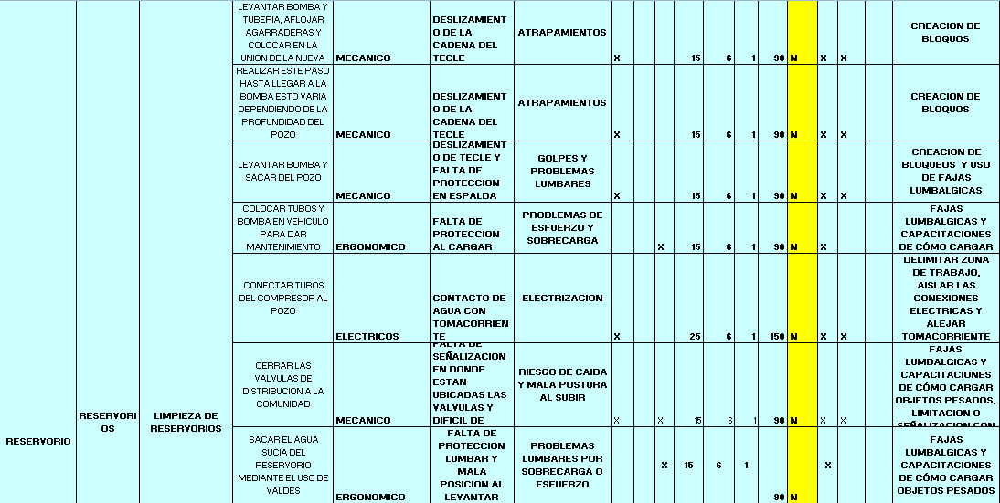 LEVANTAR BOMBA Y
TUBERIA, AFLOJAR
AGARRADERAS Y
COLOCAR EN LA
UNION DE LA NUEVA
MECANICO
DESLIZAMIENT
O DE LA
CADENA DEL
TECLE
ATRAPAMIENTOS
X 15 6 1 90 N X X
CREACION DE
BLOQUOS
REALIZAR ESTE PASO
HASTA LLEGAR A LA
BOMBA ESTO VARIA
DEPENDIENDO DE LA
PROFUNDIDAD DEL
POZO
MECANICO
DESLIZAMIENT
O DE LA
CADENA DEL
TECLE
ATRAPAMIENTOS
X 15 6 1 90 N X X
CREACION DE
BLOQUOS
LEVANTAR BOMBA Y
SACAR DEL POZO
MECANICO
DESLIZAMIENT
O DE TECLE Y
FALTA DE
PROTECCION
EN ESPALDA
GOLPES Y
PROBLEMAS
LUMBARES
X 15 6 1 90 N X X
CREACION DE
BLOQUEOS Y USO
DE FAJAS
LUMBALGICAS
COLOCAR TUBOS Y
BOMBA EN VEHICULO
PARA DAR
MANTENIMIENTO
ERGONOMICO
FALTA DE
PROTECCION
AL CARGAR
PROBLEMAS DE
ESFUERZO Y
SOBRECARGA
X 15 6 1 90 N X
FAJAS
LUMBALGICAS Y
CAPACITACIONES
DE CÓMO CARGAR
CONECTAR TUBOS
DEL COMPRESOR AL
POZO
ELECTRICOS
CONTACTO DE
AGUA CON
TOMACORRIEN
TE
ELECTRIZACION
X 25 6 1 150 N X X
DELIMITAR ZONA
DE TRABAJO,
AISLAR LAS
CONEXIONES
ELECTRICAS Y
ALEJAR
TOMACORRIENTE
RESERVORIO
RESERVORI
OS
LIMPIEZA DE
RESERVORIOS
CERRAR LAS
VALVULAS DE
DISTRIBUCION A LA
COMUNIDAD
MECANICO
FALTA DE
SEÑALIZACION
EN DONDE
ESTAN
UBICADAS LAS
VALVULAS Y
DIFICIL DE
RIESGO DE CAIDA
Y MALA POSTURA
AL SUBIR
X X 15 6 1 90 N X X
FAJAS
LUMBALGICAS Y
CAPACITACIONES
DE CÓMO CARGAR
OBJETOS PESADOS,
LIMITACION O
SEÑALIZACION CON
SACAR EL AGUA
SUCIA DEL
RESERVORIO
MEDIANTE EL USO DE
VALDES
ERGONOMICO
FALTA DE
PROTECCION
LUMBAR Y
MALA
POSICION AL
LEVANTAR
PROBLEMAS
LUMBARES POR
SOBRECARGA O
ESFUERZO
X 15 6 1 90 N X
FAJAS
LUMBALGICAS Y
CAPACITACIONES
DE CÓMO CARGAR
OBJETOS PESADOS